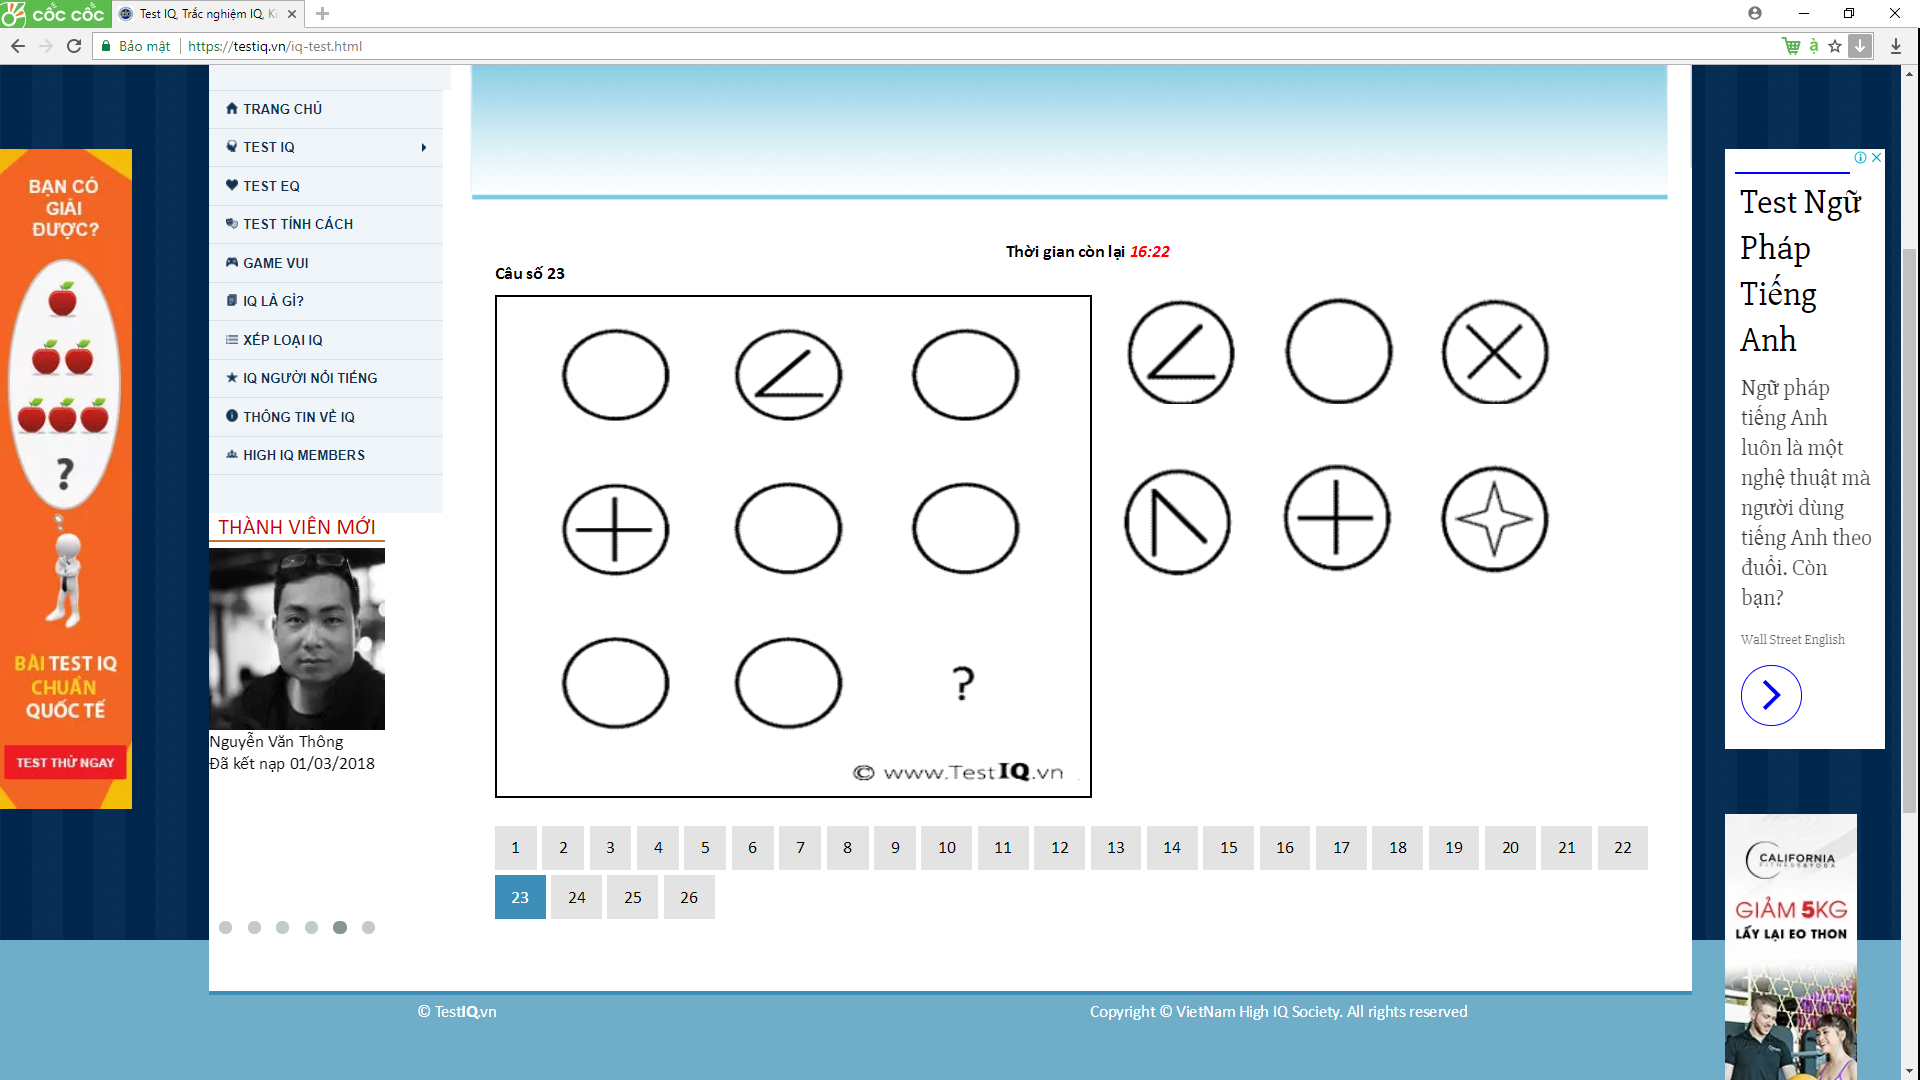 cốc cốc
Test IQ, Trắc nghiệm IQ, Ki
Bảo mật
https://testiq.vn/iq-test.html
TRANG CHỦ
TEST IQ
TEST EQ
TEST TÍNH CÁCH
GAME VUI
IQ LÀ GÌ?
XẾP LOẠI IQ
IQ NGƯỜI NỔI TIẾNG
THÔNG TIN VỀ IQ
HIGH IQ MEMBERS
THÀNH VIÊN MỚI
Nguyễn Văn Thông
Đã kết nạp 01/03/2018
BẠN CÓ
GIẢI
ĐƯỢC?
?
BÀI TEST IQ
CHUẨN
QUỐC TẾ
TEST THỬ NGAY
Thời gian còn lại 16:22
Câu số 23
?
© www.TestIQ.vn
1 2 3 4 5 6 7 8 9 10 11 12 13 14 15 16 17 18 19 20 21 22
23 24 25 26
Test Ngữ
Pháp
Tiếng
Anh
Ngữ pháp
tiếng Anh
luôn là một
nghệ thuật mà
người dùng
tiếng Anh theo
đuổi. Còn
bạn?
Wall Street English
CALIFORNIA
FITNESS & YOGA
GIẢM 5KG
LẤY LẠI EO THON
© TestIQ.vn
Copyright © VietNam High IQ Society. All rights reserved